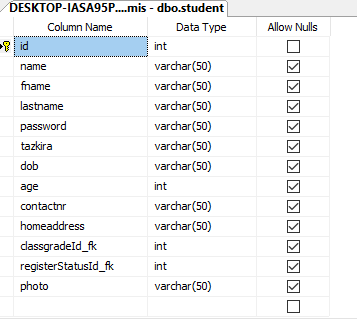 DESKTOP-IASA95P....mis - dbo.student
Column Name Data Type Allow Nulls
id int
name varchar(50)
fname varchar(50)
lastname varchar(50)
password varchar(50)
tazkira varchar(50)
dob varchar(50)
age int
contactnr varchar(50)
homeaddress varchar(50)
classgradeId_fk int
registerStatusId_fk int
photo varchar(50)